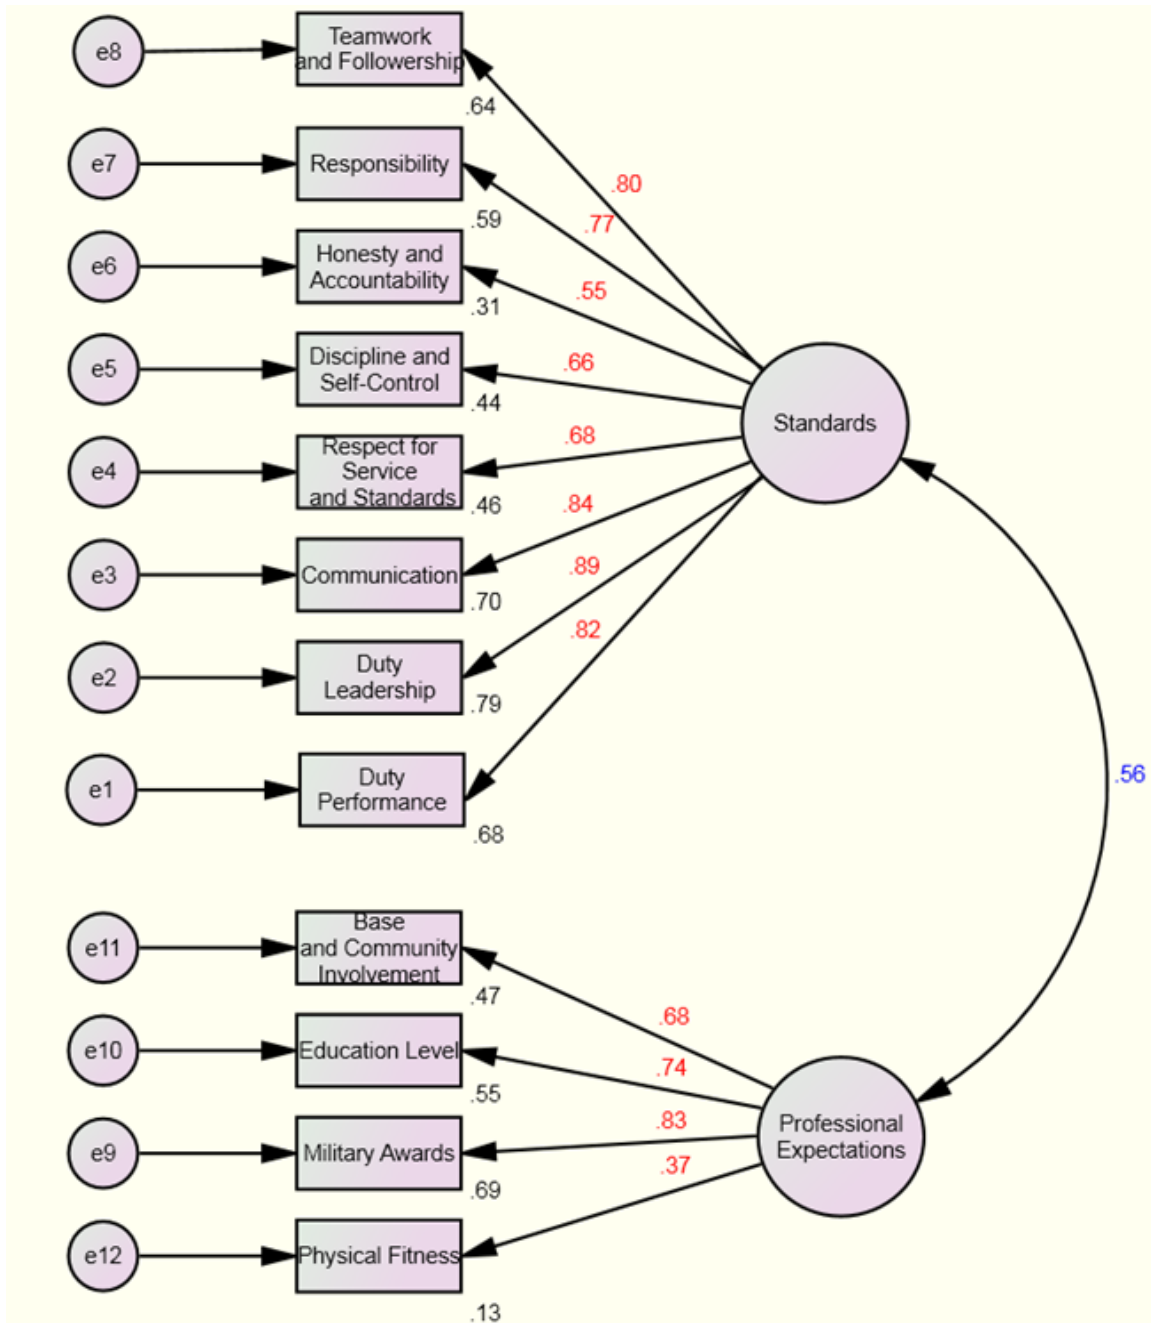 e8
Teamwork
and Followership
.64
.80
e7
Responsibility
.59
.77
e6
Honesty and
Accountability
.31
.55
e5
Discipline and
Self-Control
.44
.66
e4
Respect for
Service
and Standards
.46
.68
e3
Communication
.70
.84
e2
Duty
Leadership
.79
.89
e1
Duty
Performance
.68
.82
Standards
.56
e11
Base
and Community
Involvement
.47
.68
e10
Education Level
.55
.74
e9
Military Awards
.69
.83
e12
Physical Fitness
.13
.37
Professional
Expectations